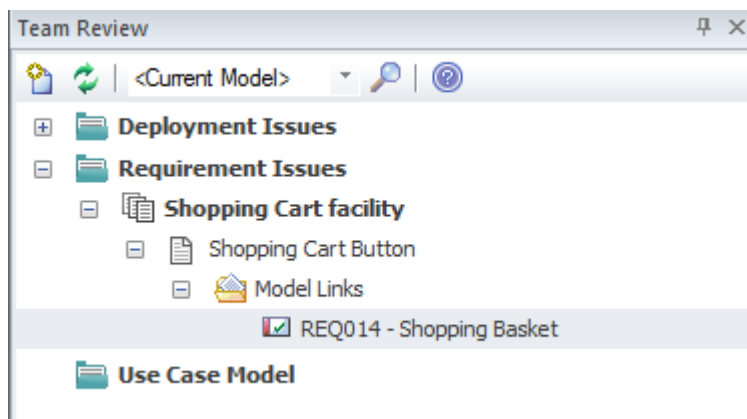 Team Review
<Current Model>
Deployment Issues
Requirement Issues
Shopping Cart facility
Shopping Cart Button
Model Links
REQ014 - Shopping Basket
Use Case Model